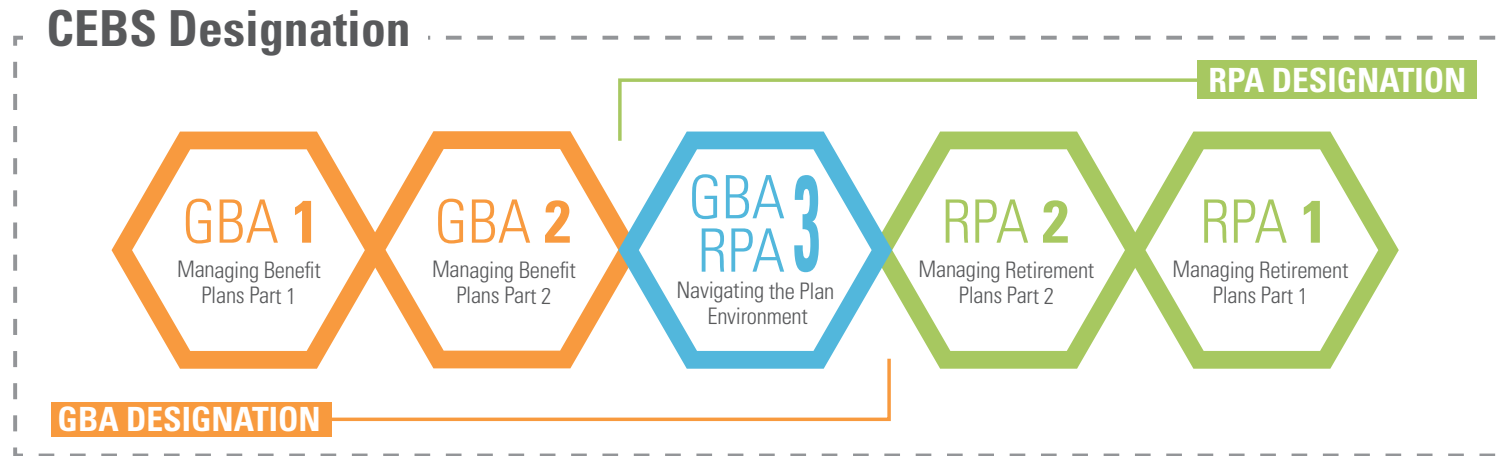 CEBS Designation
RPA DESIGNATION
GBA 1
Managing Benefit
Plans Part 1
GBA 2
Managing Benefit
Plans Part 2
GBA
RPA 3
Navigating the Plan
Environment
RPA 2
Managing Retirement
Plans Part 2
RPA 1
Managing Retirement
Plans Part 1
GBA DESIGNATION